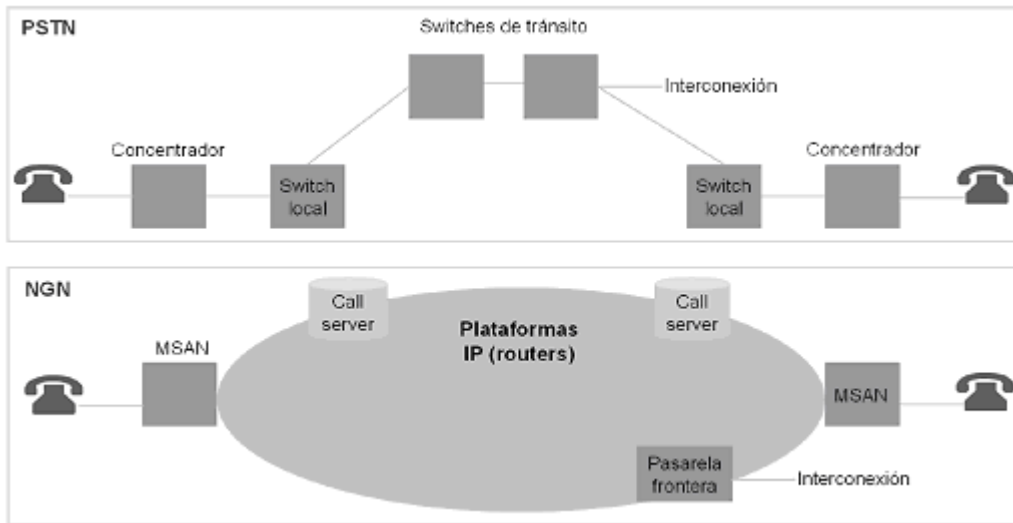 PSTN
Switches de tránsito
Interconexión
Concentrador
Concentrador
Switch
local
Switch
local
NGN
Call
server
Call
server
Plataformas
IP (routers)
MSAN
MSAN
Pasarela
frontera
Interconexión